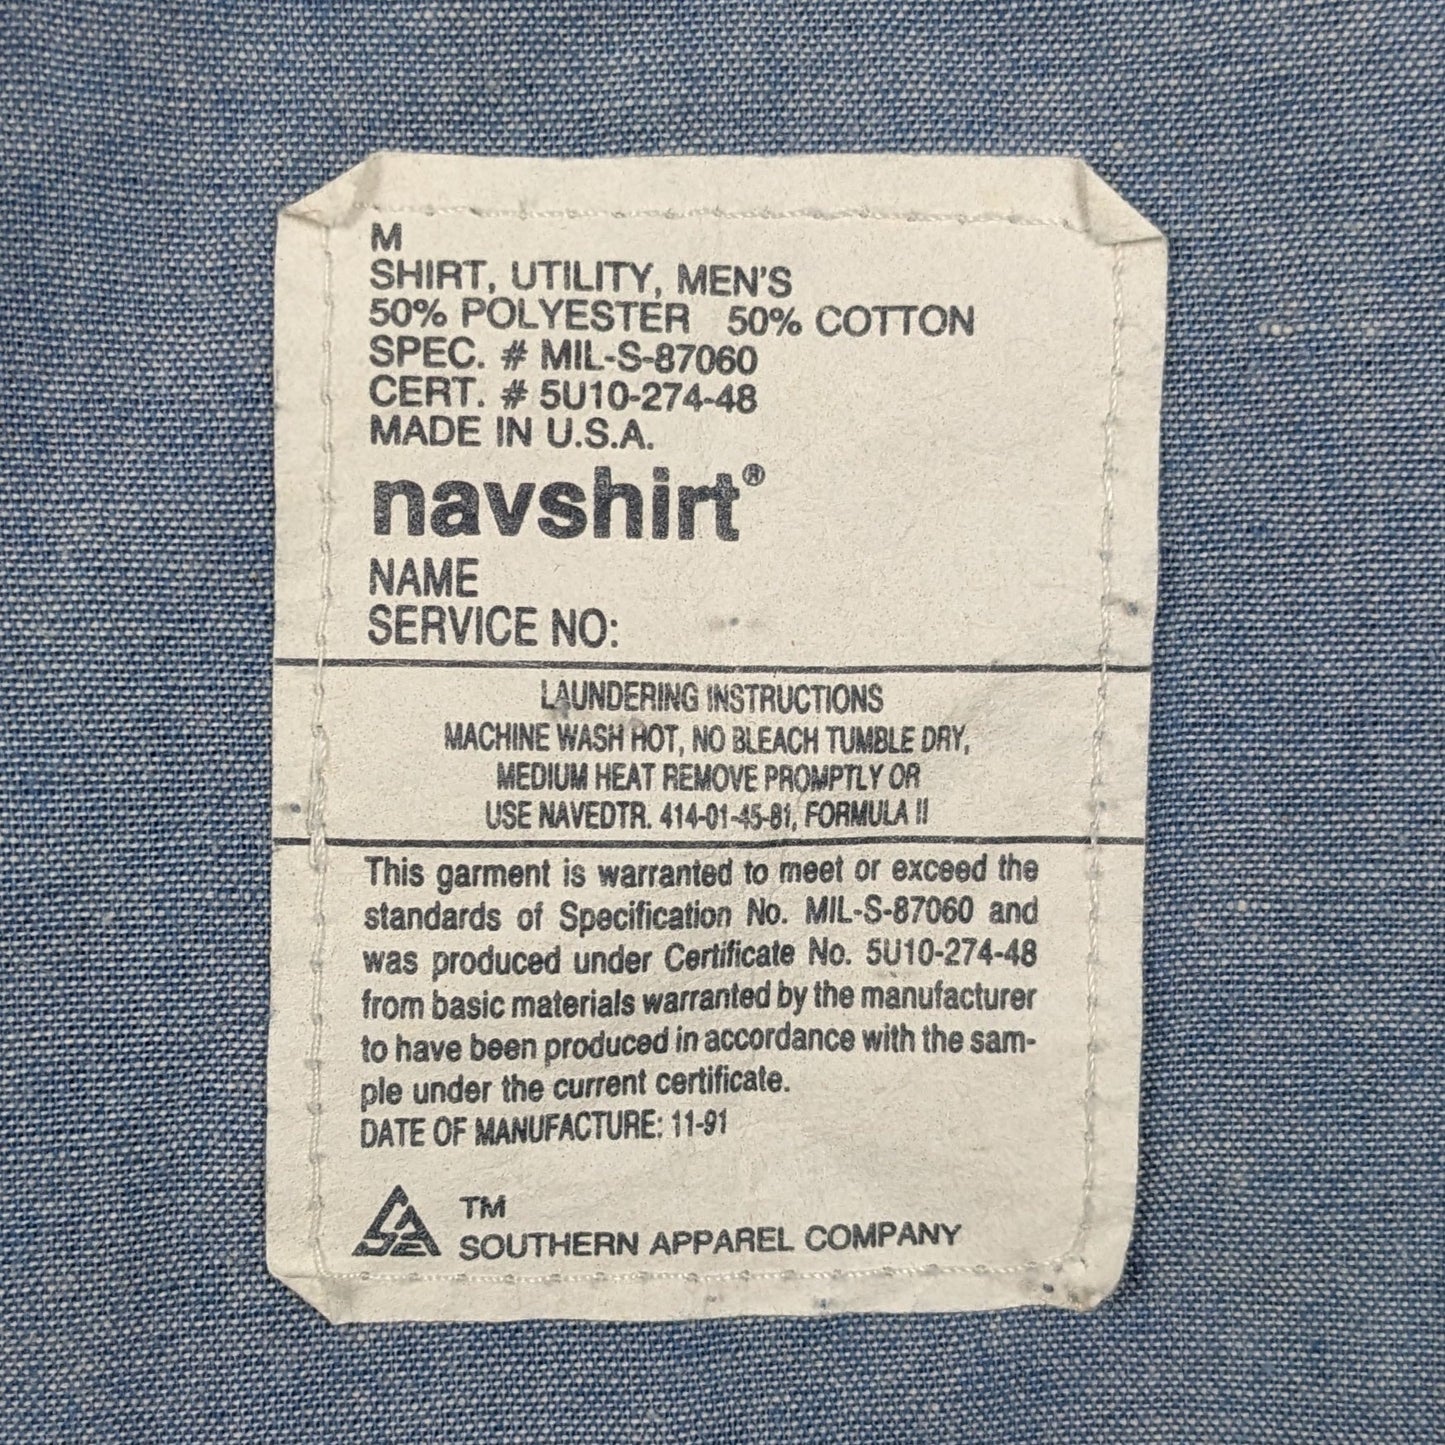 M
SHIRT, UTILITY, MEN'S
50% POLYESTER 50% COTTON
SPEC. # MIL-S-87060
CERT. # 5U10-274-48
MADE IN U.S.A.
navshirt®
NAME
SERVICE NO:
LAUNDERING INSTRUCTIONS
MACHINE WASH HOT, NO BLEACH TUMBLE DRY,
MEDIUM HEAT REMOVE PROMPTLY OR
USE NAVEDTR. 414-01-45-81, FORMULA II
This garment is warranted to meet or exceed the
standards of Specification No. MIL-S-87060 and
was produced under Certificate No. 5U10-274-48
from basic materials warranted by the manufacturer
to have been produced in accordance with the sam-
ple under the current certificate.
DATE OF MANUFACTURE: 11-91
TM
SOUTHERN APPAREL COMPANY